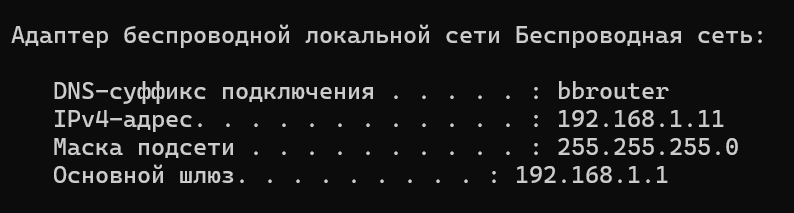 Адаптер беспроводной локальной сети Беспроводная сеть:
DNS-суффикс подключения . . . . . : bbrouter
IPv4-адрес. . . . . . . . . . . . : 192.168.1.11
Маска подсети . . . . . . . . . . : 255.255.255.0
Основной шлюз. . . . . . . . . : 192.168.1.1